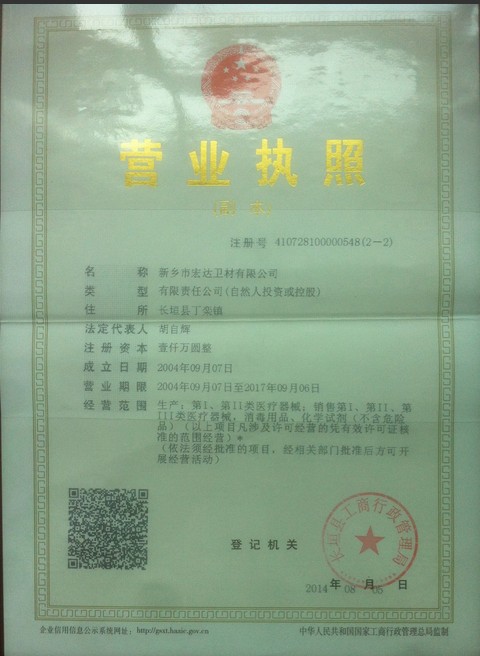 营业执照
(副 本)
注册号 410728100000548(2-2)
名 称 新乡市宏达卫材有限公司
类 型 有限责任公司(自然人投资或控股)
住 所 长垣县丁栾镇
法定代表人 胡自辉
注册资本 壹仟万圆整
成立日期 2004年09月07日
营业期限 2004年09月07日至2017年09月06日
经营范围 生产：第I、第II类医疗器械；销售第I、第II、第
III类医疗器械，消毒用品、化学试剂（不含危险
品）（以上项目凡涉及许可经营的凭有效许可证核
准的范围经营）*
(依法须经批准的项目，经相关部门批准后方可开
展经营活动)
长垣县工商行政管理局
登记机关
2014年08月05日
企业信用信息公示系统网址：http://gsxt.haaic.gov.cn
中华人民共和国国家工商行政管理总局监制